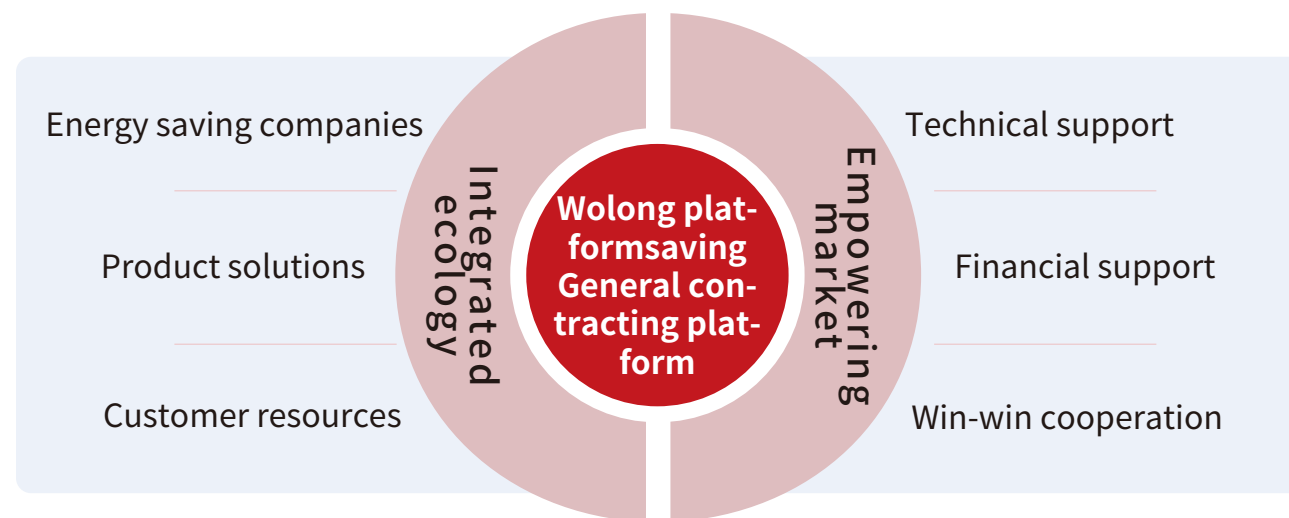 Energy saving companies
Product solutions
Customer resources
Integrated
ecology
Wolong plat-
formsaving
General con-
tracting plat-
form
Empowering
market
Technical support
Financial support
Win-win cooperation